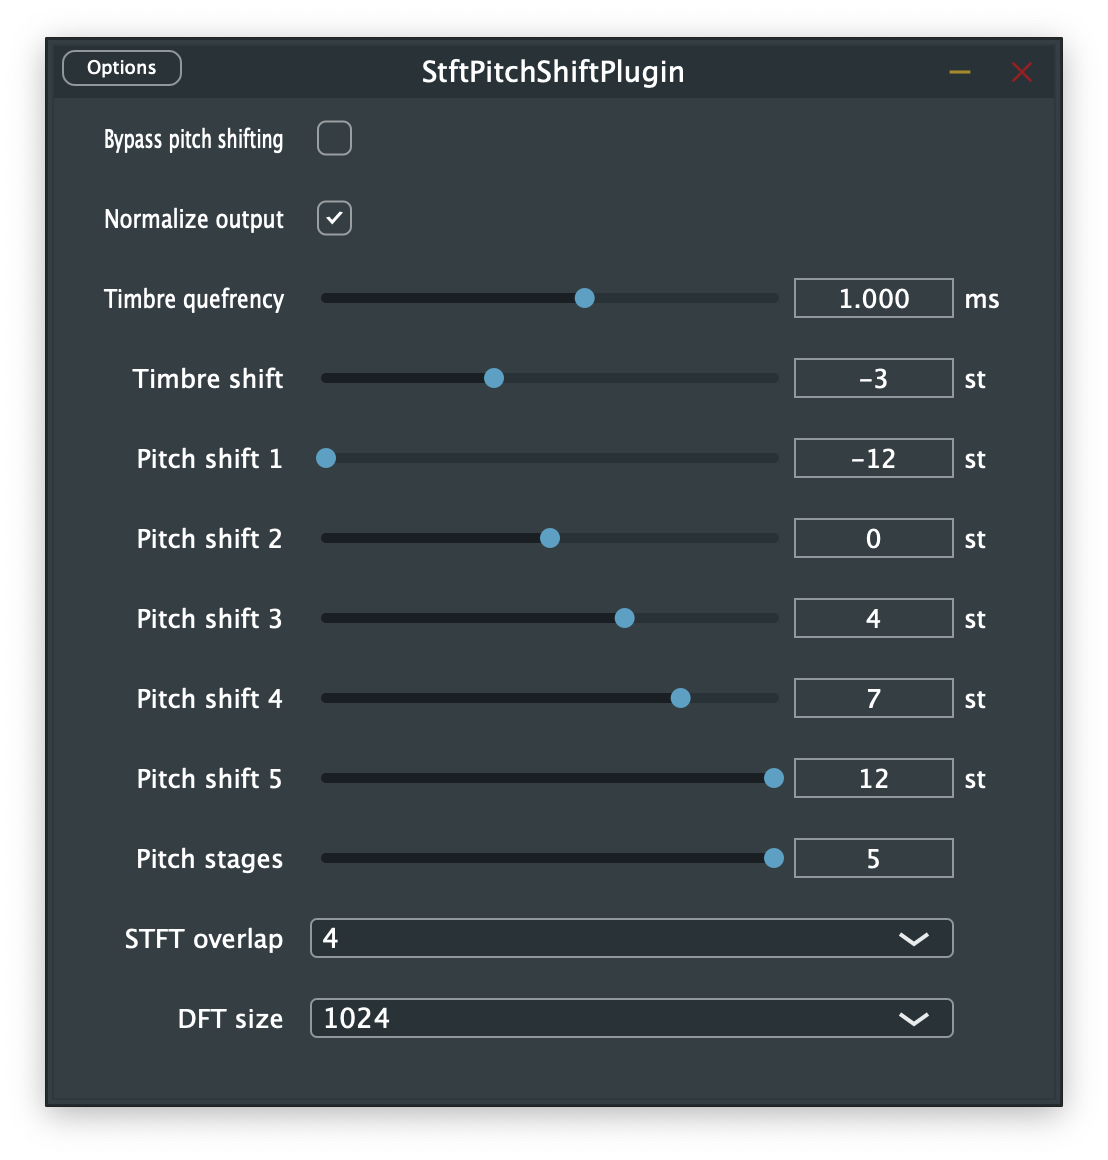 Options
StftPitchShiftPlugin
Bypass pitch shifting
Normalize output
Timbre quefrency 1.000 ms
Timbre shift -3 st
Pitch shift 1 -12 st
Pitch shift 2 0 st
Pitch shift 3 4 st
Pitch shift 4 7 st
Pitch shift 5 12 st
Pitch stages 5
STFT overlap 4
DFT size 1024